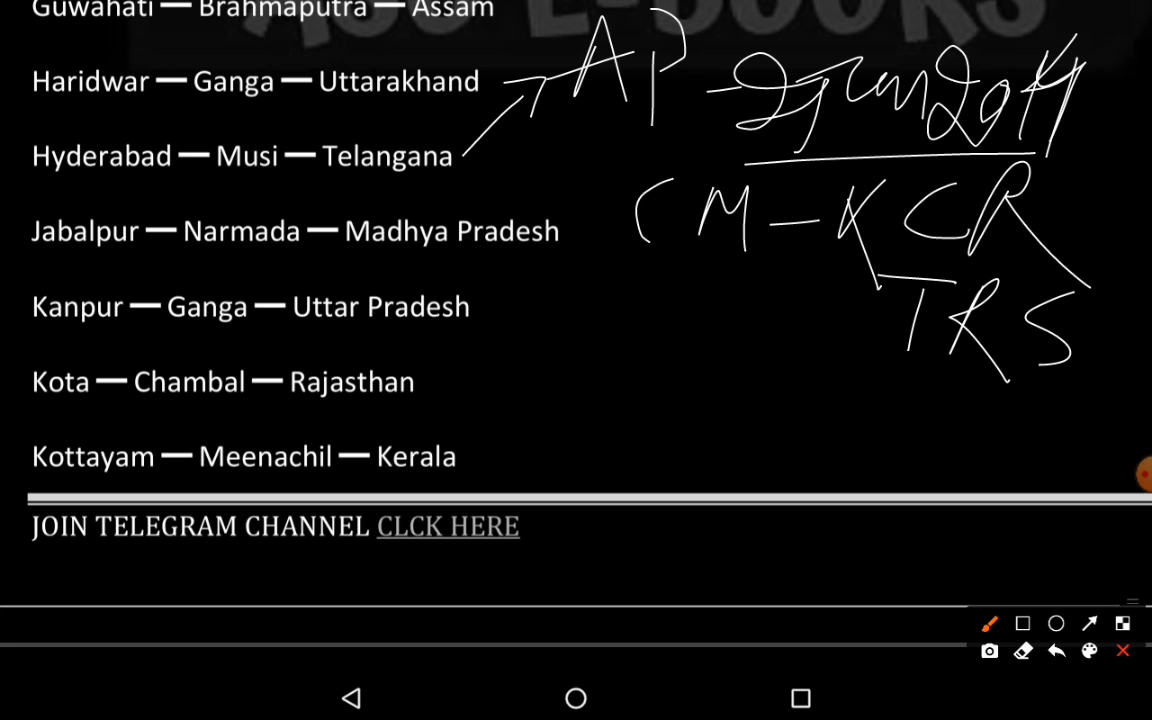 Guwahati — Brahmaputra — Assam
E-BOOKS
Haridwar — Ganga — Uttarakhand
AP
Hyderabad — Musi — Telangana
Jabalpur — Narmada — Madhya Pradesh
CM - KCR
Kanpur — Ganga — Uttar Pradesh
TRS
Kota — Chambal — Rajasthan
Kottayam — Meenachil — Kerala
JOIN TELEGRAM CHANNEL CLCK HERE